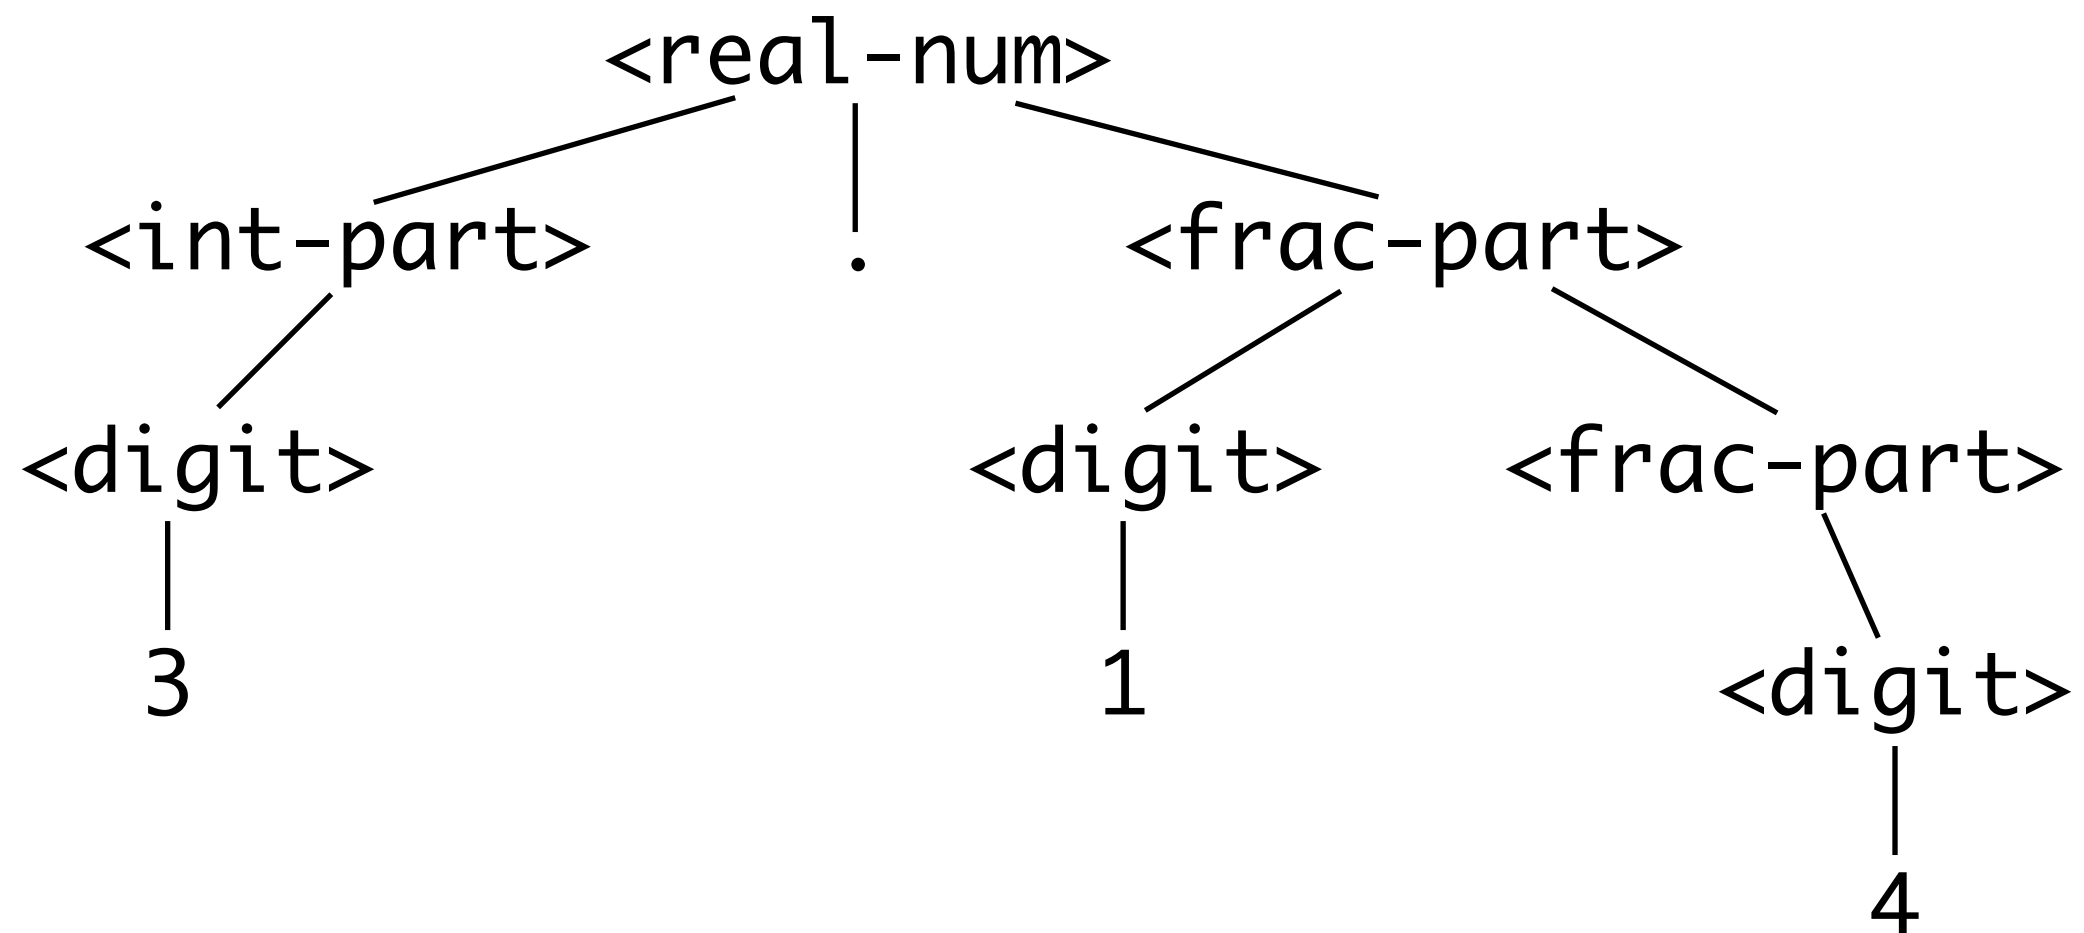 <real-num>
<int-part> . <frac-part>
<digit> <digit> <frac-part>
3 1 <digit>
4